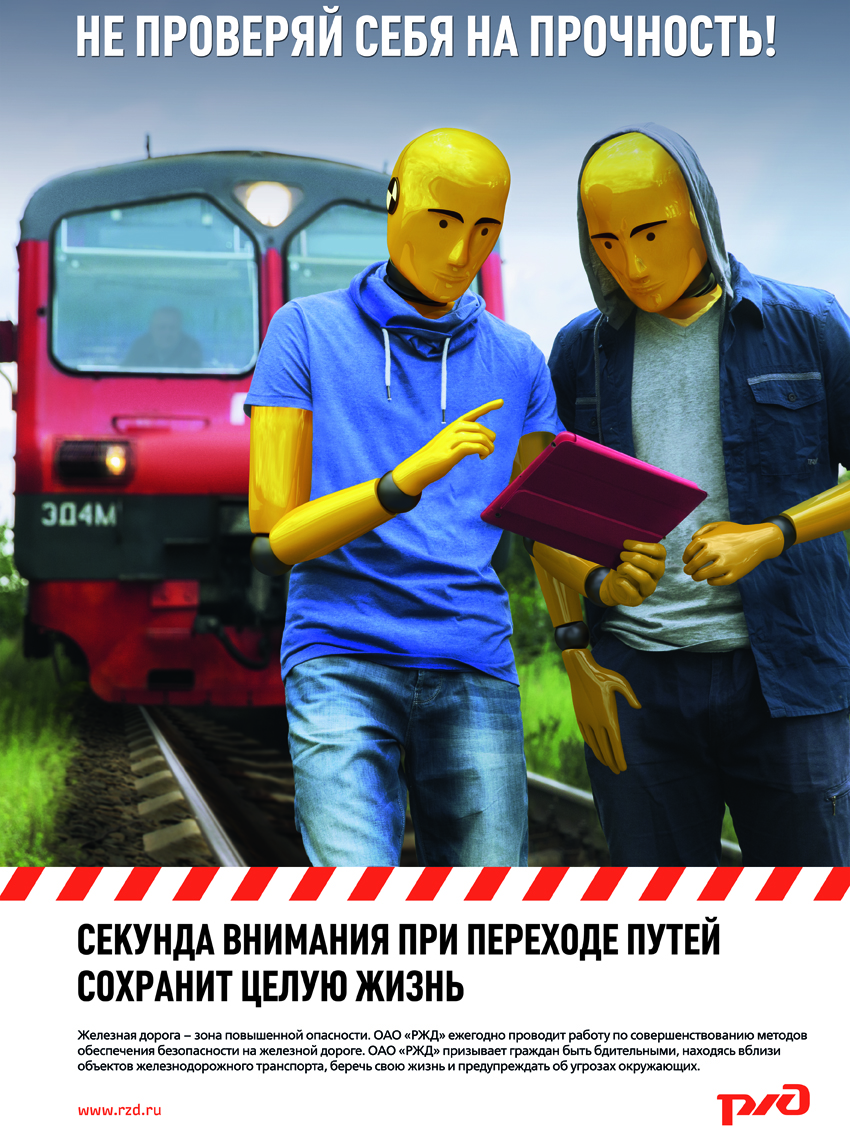 НЕ ПРОВЕРЯЙ СЕБЯ НА ПРОЧНОСТЬ!
ЭД4М
СЕКУНДА ВНИМАНИЯ ПРИ ПЕРЕХОДЕ ПУТЕЙ
СОХРАНИТ ЦЕЛУЮ ЖИЗНЬ
Железная дорога – зона повышенной опасности. ОАО «РЖД» ежегодно проводит работу по совершенствованию методов
обеспечения безопасности на железной дороге. ОАО «РЖД» призывает граждан быть бдительными, находясь вблизи
объектов железнодорожного транспорта, беречь свою жизнь и предупреждать об угрозах окружающих.
www.rzd.ru
ржд